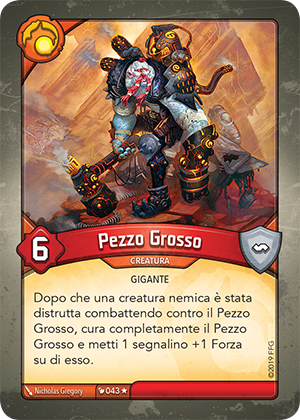 Pezzo Grosso
6
CREATURA
GIGANTE
Dopo che una creatura nemica è stata
distrutta combattendo contro il Pezzo
Grosso, cura completamente il Pezzo
Grosso e metti 1 segnalino +1 Forza
su di esso.
Nicholas Gregory
043
©2019 FFG